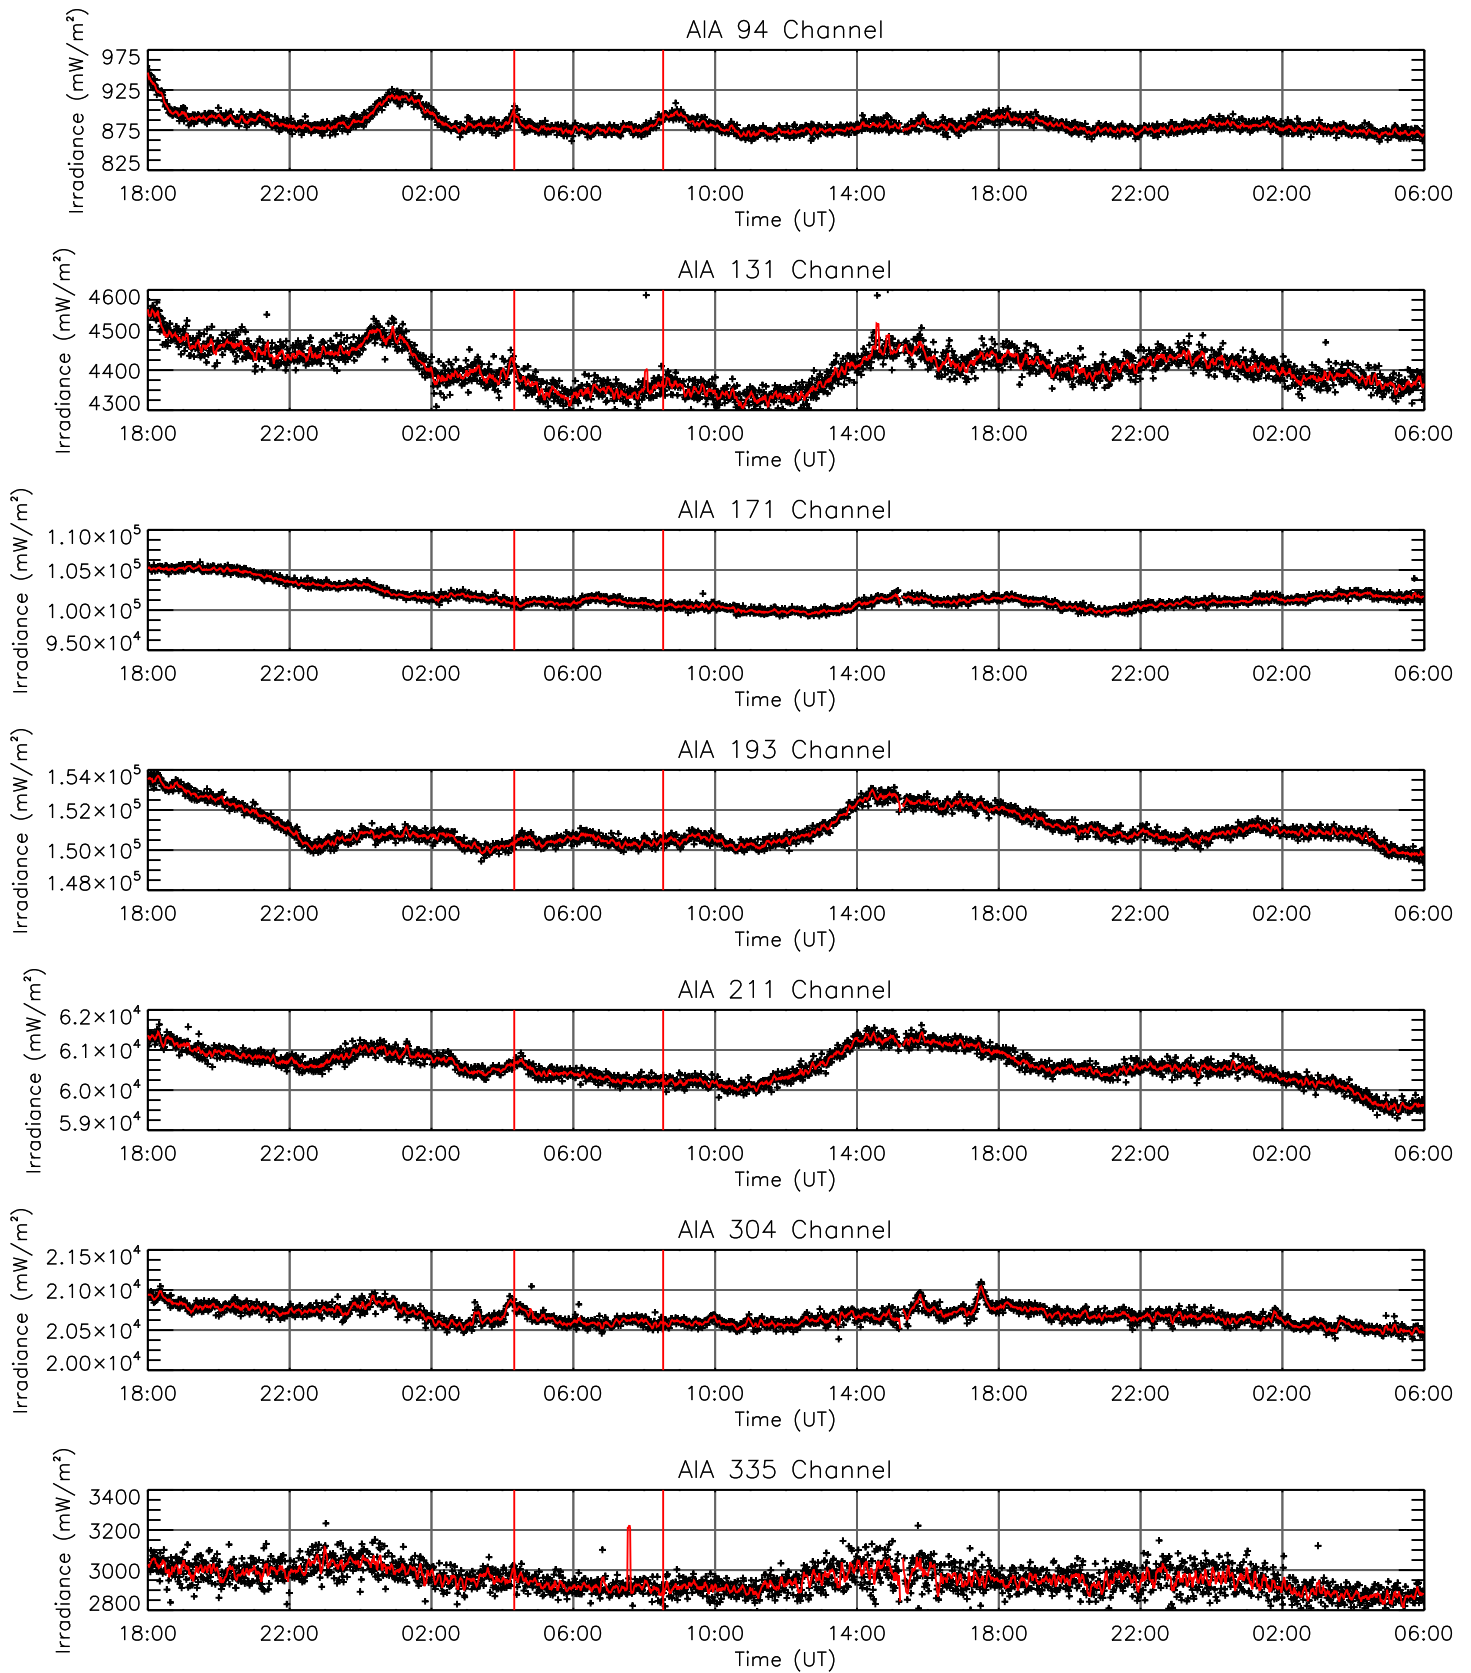 AIA 94 Channel
Irradiance (mW/m²)
975
925
875
825
18:00 22:00 02:00 06:00 10:00 14:00 18:00 22:00 02:00 06:00
Time (UT)
AIA 131 Channel
Irradiance (mW/m²)
4600
4500
4400
4300
18:00 22:00 02:00 06:00 10:00 14:00 18:00 22:00 02:00 06:00
Time (UT)
AIA 171 Channel
Irradiance (mW/m²)
1.10×10⁵
1.05×10⁵
1.00×10⁵
9.50×10⁴
18:00 22:00 02:00 06:00 10:00 14:00 18:00 22:00 02:00 06:00
Time (UT)
AIA 193 Channel
Irradiance (mW/m²)
1.54×10⁵
1.52×10⁵
1.50×10⁵
1.48×10⁵
18:00 22:00 02:00 06:00 10:00 14:00 18:00 22:00 02:00 06:00
Time (UT)
AIA 211 Channel
Irradiance (mW/m²)
6.2×10⁴
6.1×10⁴
6.0×10⁴
5.9×10⁴
18:00 22:00 02:00 06:00 10:00 14:00 18:00 22:00 02:00 06:00
Time (UT)
AIA 304 Channel
Irradiance (mW/m²)
2.15×10⁴
2.10×10⁴
2.05×10⁴
2.00×10⁴
18:00 22:00 02:00 06:00 10:00 14:00 18:00 22:00 02:00 06:00
Time (UT)
AIA 335 Channel
Irradiance (mW/m²)
3400
3200
3000
2800
18:00 22:00 02:00 06:00 10:00 14:00 18:00 22:00 02:00 06:00
Time (UT)